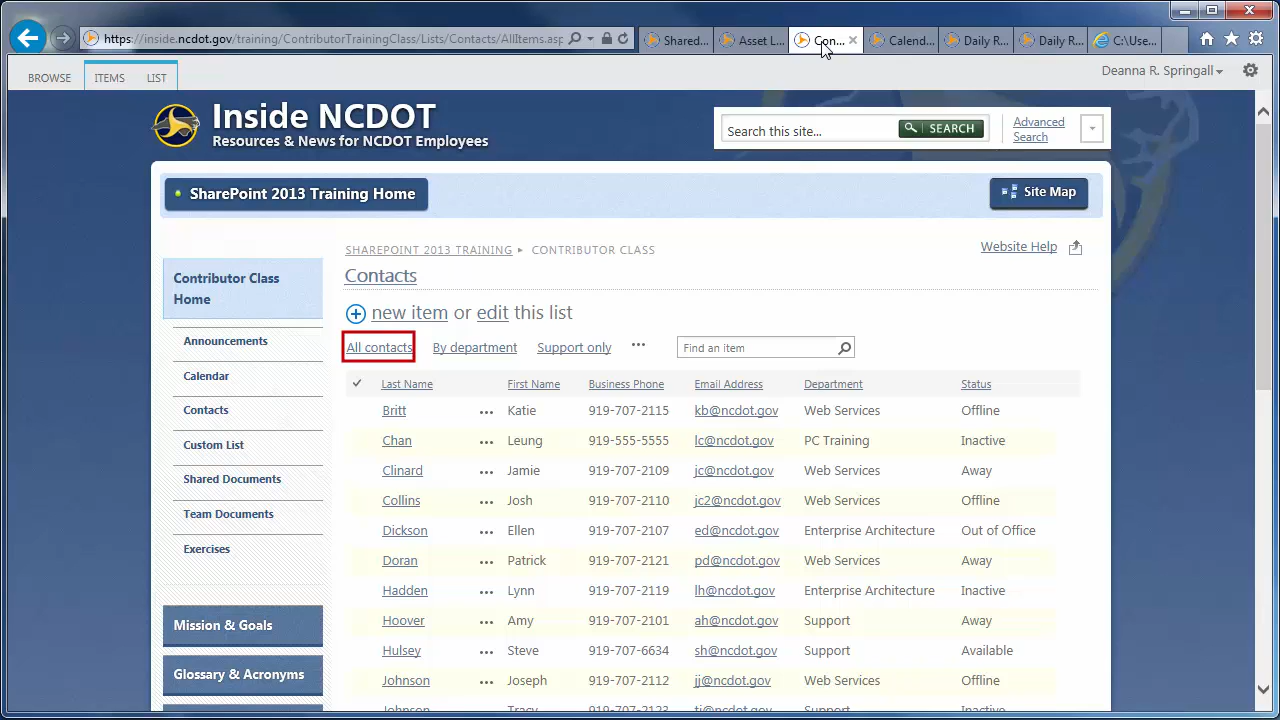 https://inside.ncdot.gov/training/ContributorTrainingClass/Lists/Contacts/AllItems.asp
Shared...
Asset L...
Con...
Calend...
Daily R...
Daily R...
C:\Use...
BROWSE ITEMS LIST
Deanna R. Springall
Inside NCDOT
Resources & News for NCDOT Employees
Search this site...
SEARCH
Advanced
Search
SharePoint 2013 Training Home
Site Map
SHAREPOINT 2013 TRAINING ▸ CONTRIBUTOR CLASS
Website Help
Contributor Class
Home
Announcements
Calendar
Contacts
Custom List
Shared Documents
Team Documents
Exercises
Mission & Goals
Glossary & Acronyms
Contacts
new item or edit this list
All contacts By department Support only ••• Find an item
Last Name First Name Business Phone Email Address Department Status
Britt ••• Katie 919-707-2115 kb@ncdot.gov Web Services Offline
Chan ••• Leung 919-555-5555 lc@ncdot.gov PC Training Inactive
Clinard ••• Jamie 919-707-2109 jc@ncdot.gov Web Services Away
Collins ••• Josh 919-707-2110 jc2@ncdot.gov Web Services Offline
Dickson ••• Ellen 919-707-2107 ed@ncdot.gov Enterprise Architecture Out of Office
Doran ••• Patrick 919-707-2121 pd@ncdot.gov Web Services Away
Hadden ••• Lynn 919-707-2119 lh@ncdot.gov Enterprise Architecture Inactive
Hoover ••• Amy 919-707-2101 ah@ncdot.gov Support Away
Hulsey ••• Steve 919-707-6634 sh@ncdot.gov Support Available
Johnson ••• Joseph 919-707-2112 jj@ncdot.gov Web Services Offline
Johnson ••• Tracy 919-707-2123 tj@ncdot.gov Support Inactive